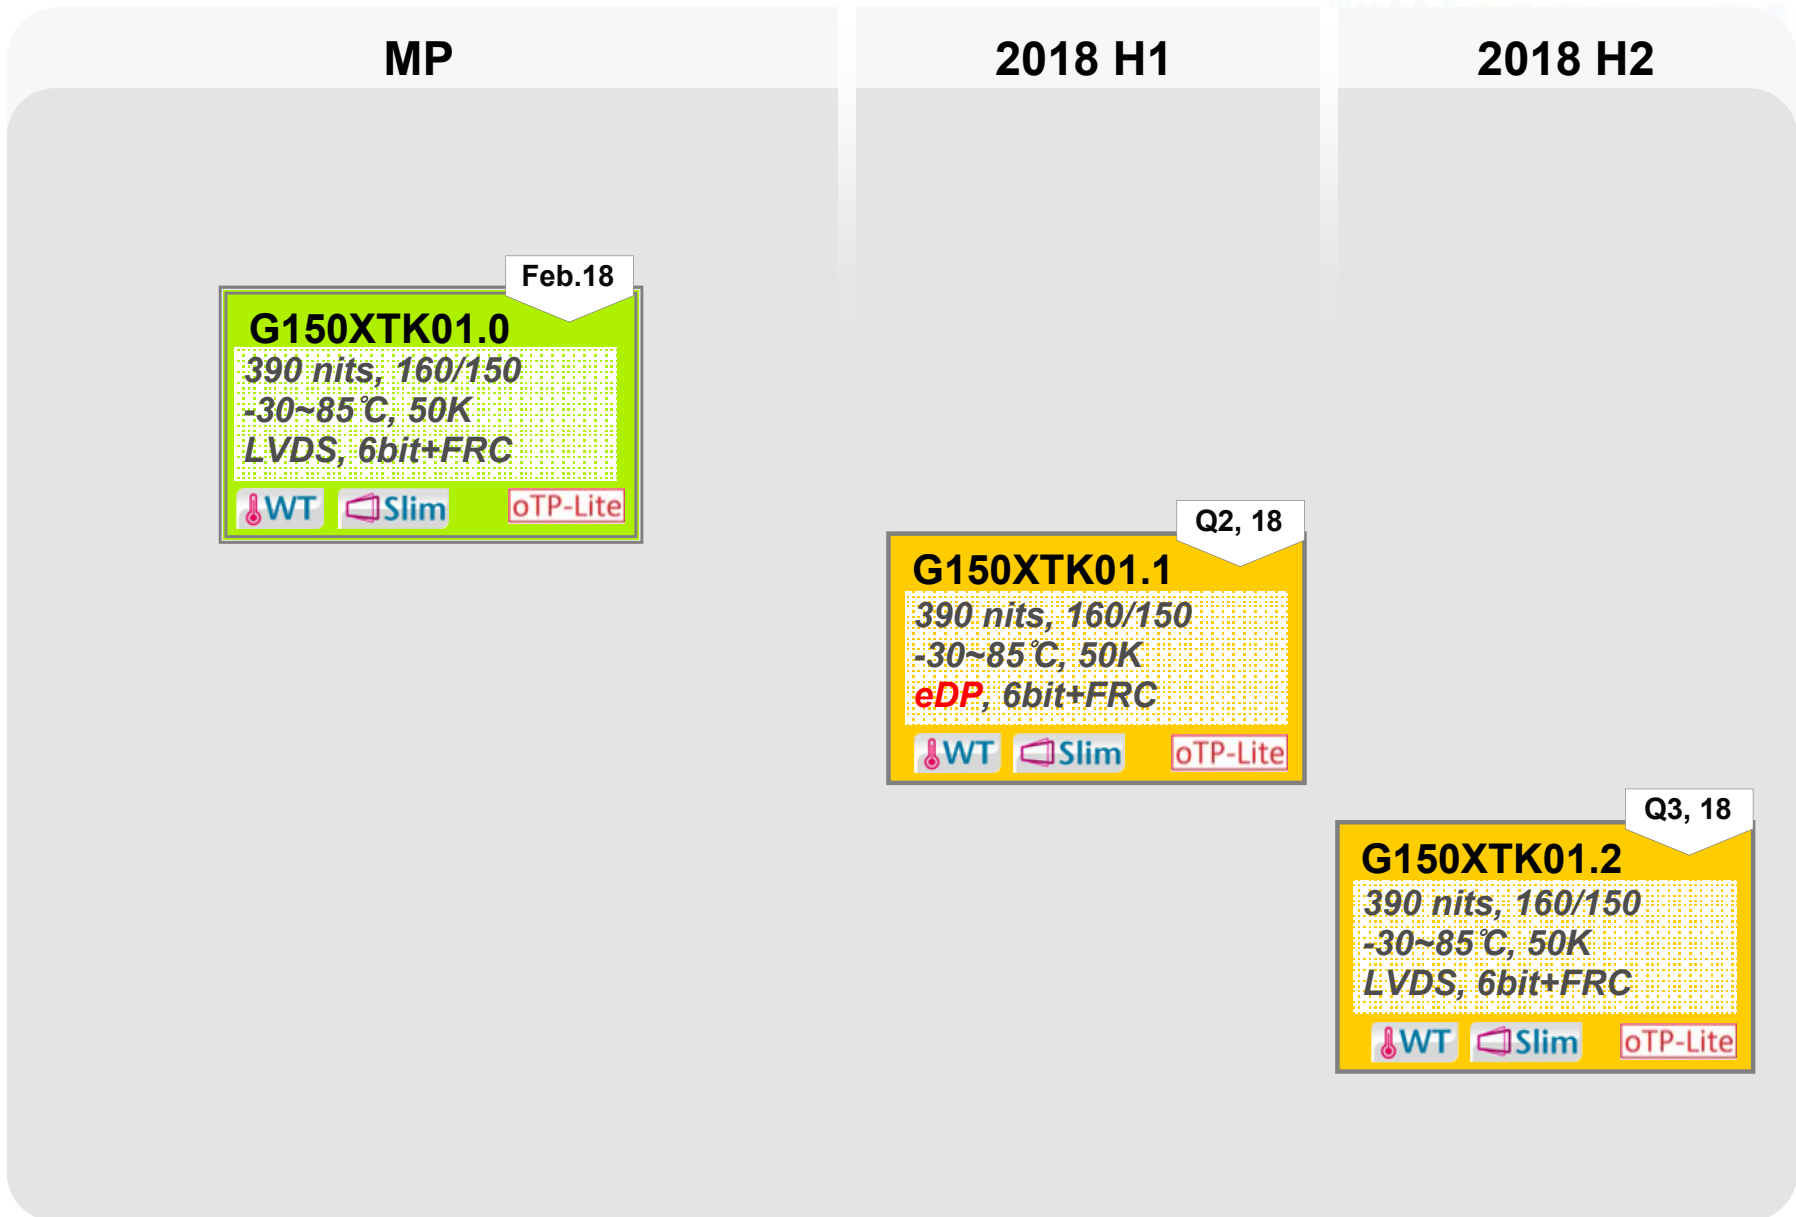 MP
2018 H1
2018 H2
Feb.18
G150XTK01.0
390 nits, 160/150
-30~85℃, 50K
LVDS, 6bit+FRC
WT
Slim
oTP-Lite
Q2, 18
G150XTK01.1
390 nits, 160/150
-30~85℃, 50K
eDP, 6bit+FRC
WT
Slim
oTP-Lite
Q3, 18
G150XTK01.2
390 nits, 160/150
-30~85℃, 50K
LVDS, 6bit+FRC
WT
Slim
oTP-Lite